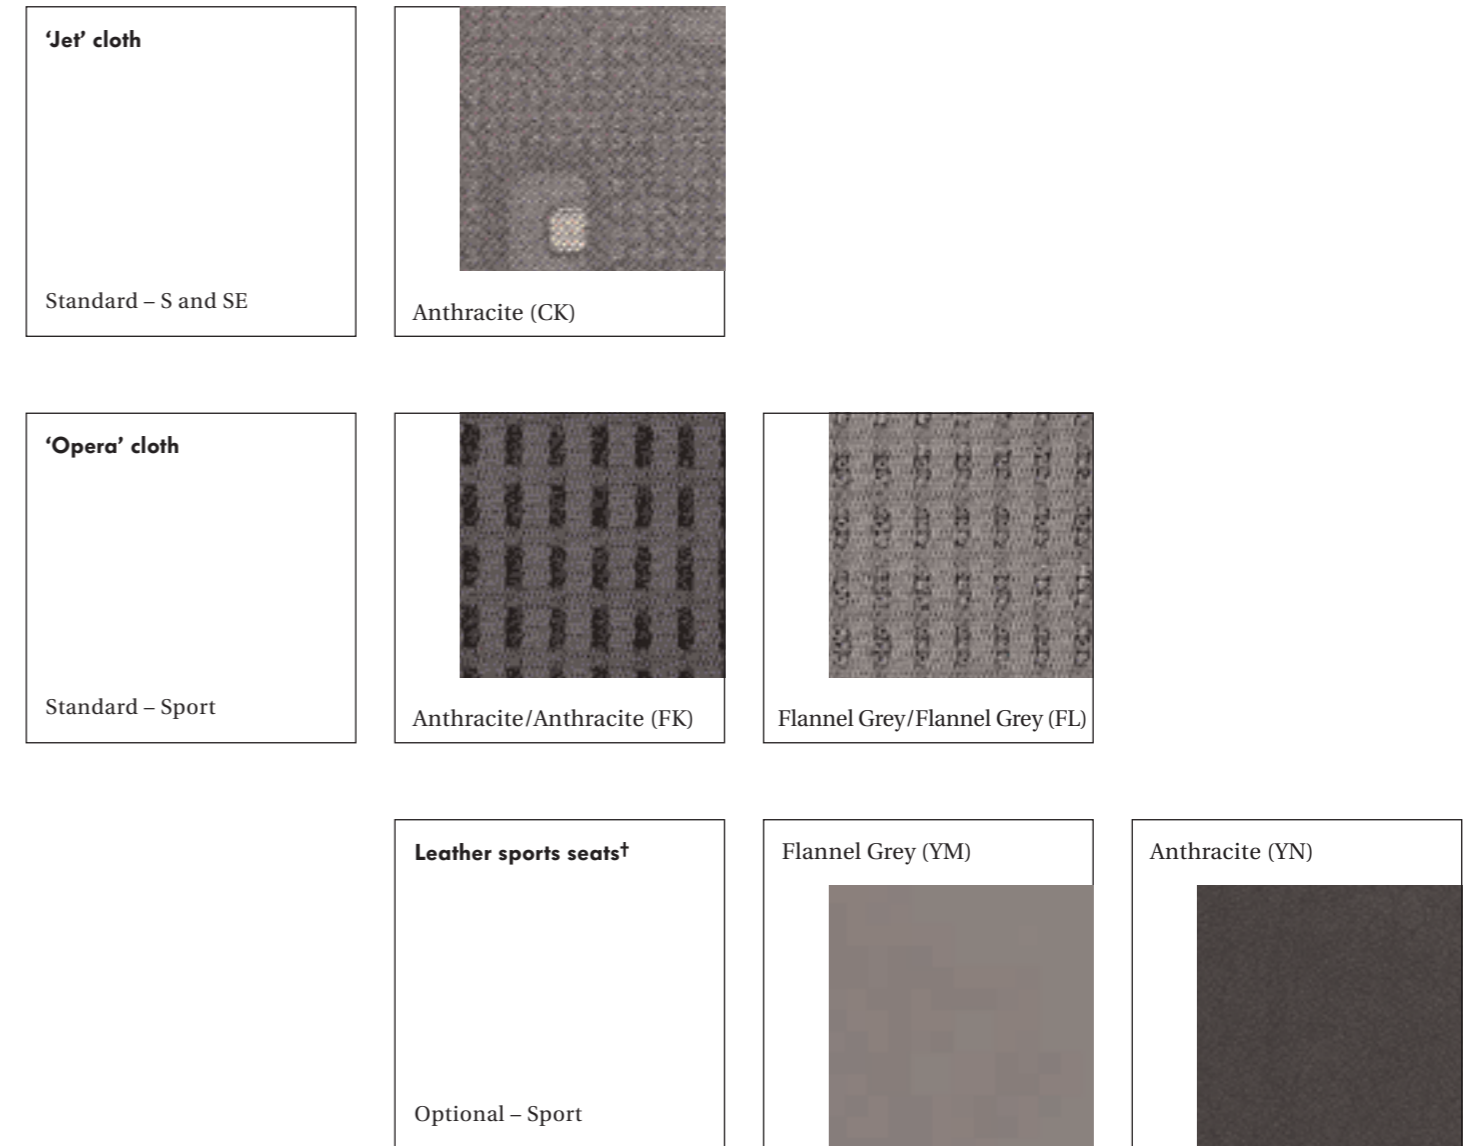 ‘Jet’ cloth
Standard – S and SE
Anthracite (CK)
‘Opera’ cloth
Standard – Sport
Anthracite/Anthracite (FK)
Flannel Grey/Flannel Grey (FL)
Leather sports seats†
Optional – Sport
Flannel Grey (YM)
Anthracite (YN)